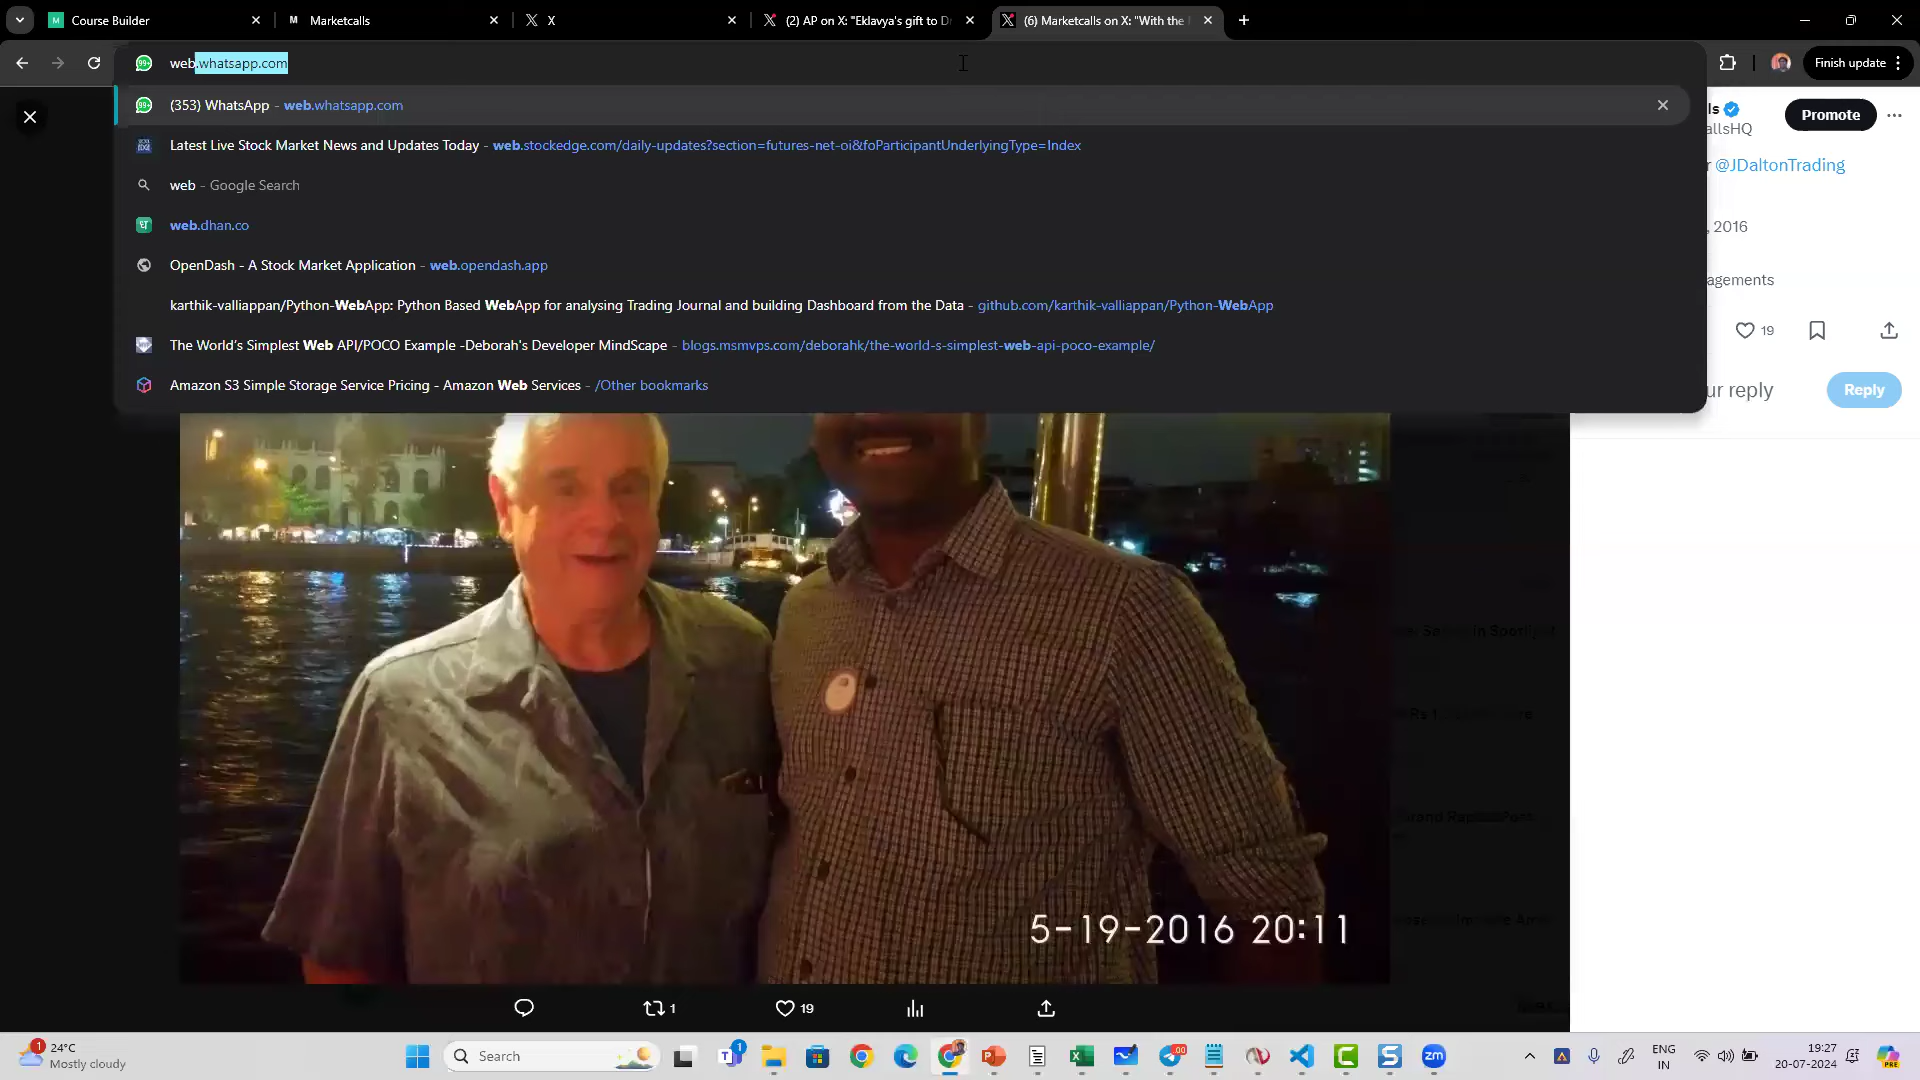 Course Builder
Marketcalls
X
(2) AP on X: "Eklavya's gift to D
(6) Marketcalls on X: "With the
web.whatsapp.com
Finish update
(353) WhatsApp - web.whatsapp.com
Latest Live Stock Market News and Updates Today - web.stockedge.com/daily-updates?section=futures-net-oi&foParticipantUnderlyingType=Index
web - Google Search
web.dhan.co
OpenDash - A Stock Market Application - web.opendash.app
karthik-valliappan/Python-WebApp: Python Based WebApp for analysing Trading Journal and building Dashboard from the Data - github.com/karthik-valliappan/Python-WebApp
The World's Simplest Web API/POCO Example -Deborah's Developer MindScape - blogs.msmvps.com/deborahk/the-world-s-simplest-web-api-poco-example/
Amazon S3 Simple Storage Service Pricing - Amazon Web Services - /Other bookmarks
ls
Promote
allsHQ
r @JDaltonTrading
, 2016
agements
19
ur reply
Reply
5-19-2016 20:11
1
19
24°C
Mostly cloudy
Search
ENG
IN
19:27
20-07-2024